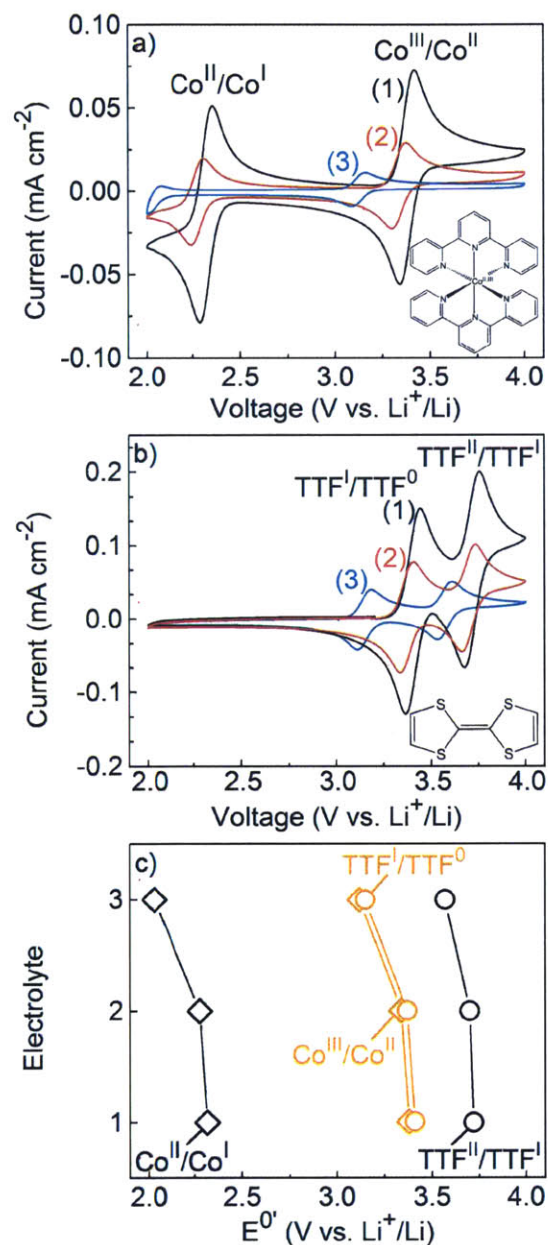 a)
Co^II/Co^I
Co^III/Co^II
(1)
(2)
(3)
0.10
0.05
0.00
-0.05
-0.10
Current (mA cm^-2)
N
N
N
N
N
N
2.0 2.5 3.0 3.5 4.0
Voltage (V vs. Li^+/Li)
b)
TTF^II/TTF^I
TTF^I/TTF^0
(1)
(2)
(3)
0.2
0.1
0.0
-0.1
-0.2
Current (mA cm^-2)
S S
S S
2.0 2.5 3.0 3.5 4.0
Voltage (V vs. Li^+/Li)
c)
TTF^I/TTF^0
3
2
1
Electrolyte
Co^III/Co^II
Co^II/Co^I
TTF^II/TTF^I
2.0 2.5 3.0 3.5 4.0
E^0' (V vs. Li^+/Li)